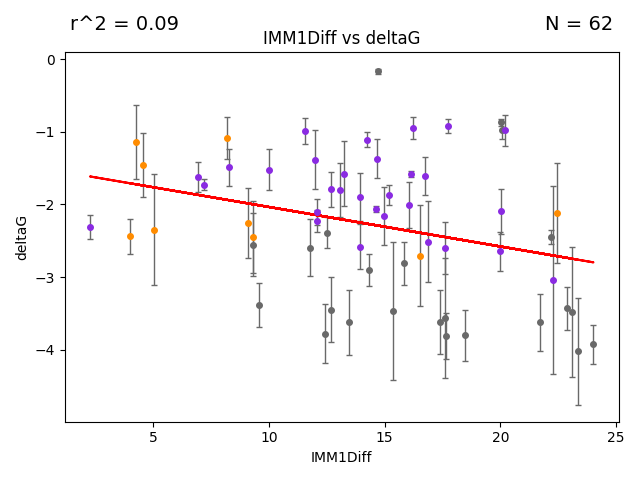 r^2 = 0.09
N = 62
IMM1Diff vs deltaG
deltaG
0
−1
−2
−3
−4
5
10
15
20
25
IMM1Diff